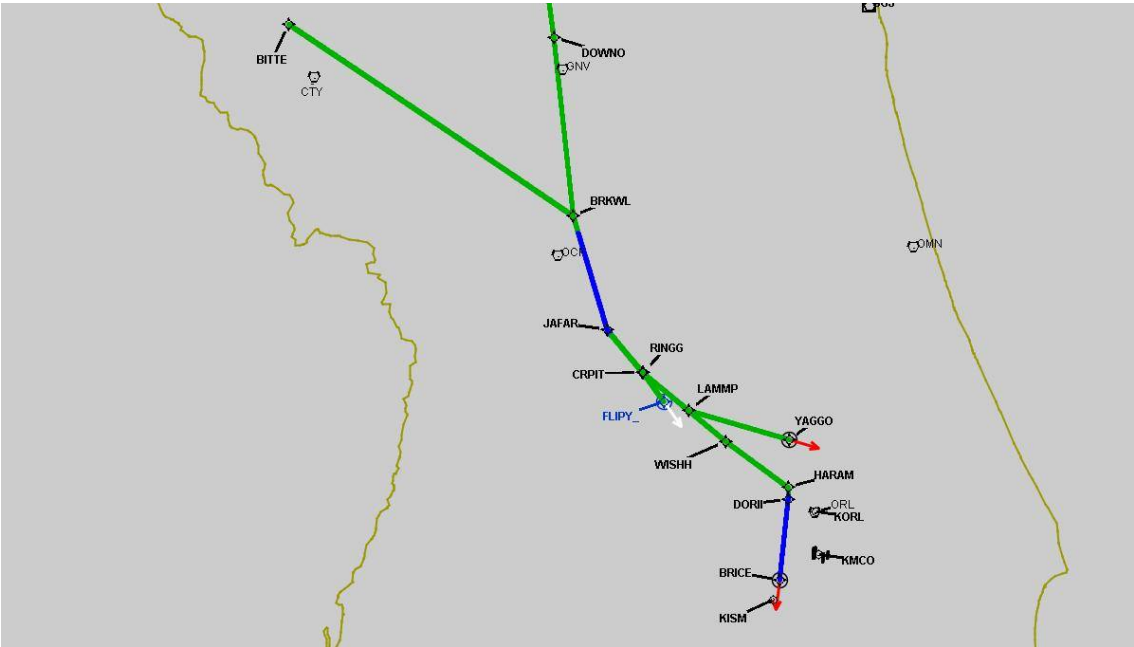 DOWNO
BITTE
GNV
CTY
BRKWL
OMN
JAFAR
RINGG
CRPIT
LAMMP
FLIPY_
YAGGO
WISHH
HARAM
DORII
ORL
KORL
KMCO
BRICE
KISM